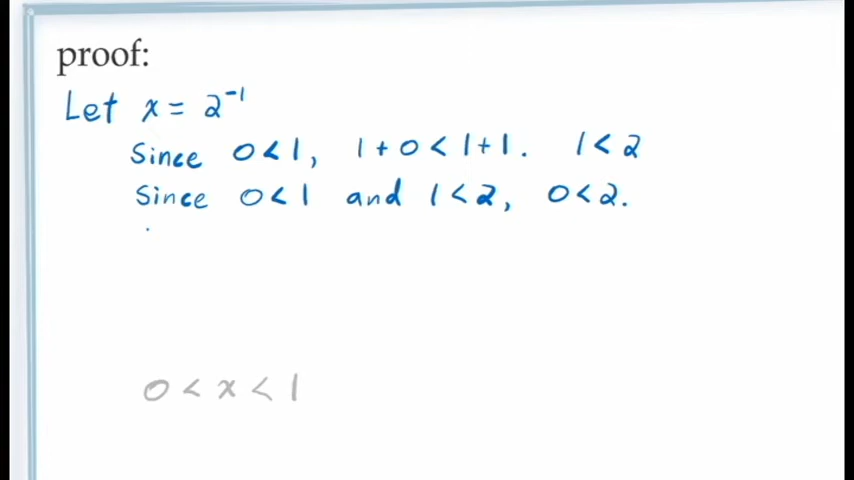 proof:
Let x = 2⁻¹
Since 0 < 1, 1 + 0 < 1 + 1. 1 < 2
Since 0 < 1 and 1 < 2, 0 < 2.
0 < x < 1